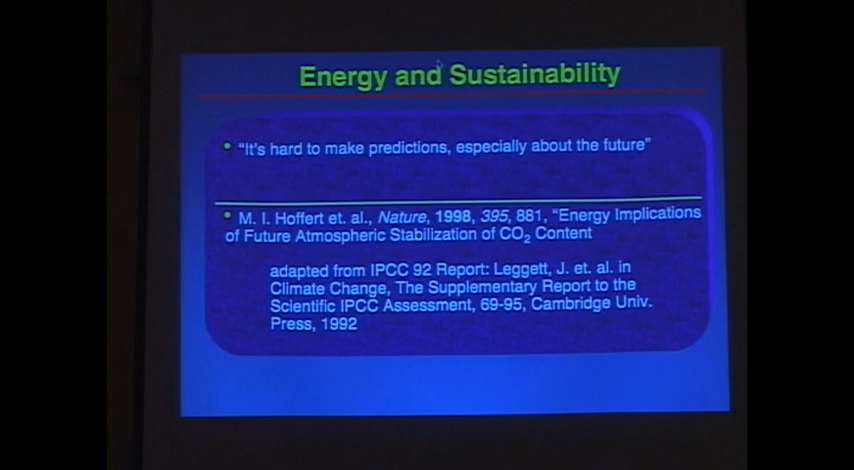 Energy and Sustainability
• “It's hard to make predictions, especially about the future”
• M. I. Hoffert et. al., Nature, 1998, 395, 881, “Energy Implications
of Future Atmospheric Stabilization of CO₂ Content
adapted from IPCC 92 Report: Leggett, J. et. al. in
Climate Change, The Supplementary Report to the
Scientific IPCC Assessment, 69-95, Cambridge Univ.
Press, 1992